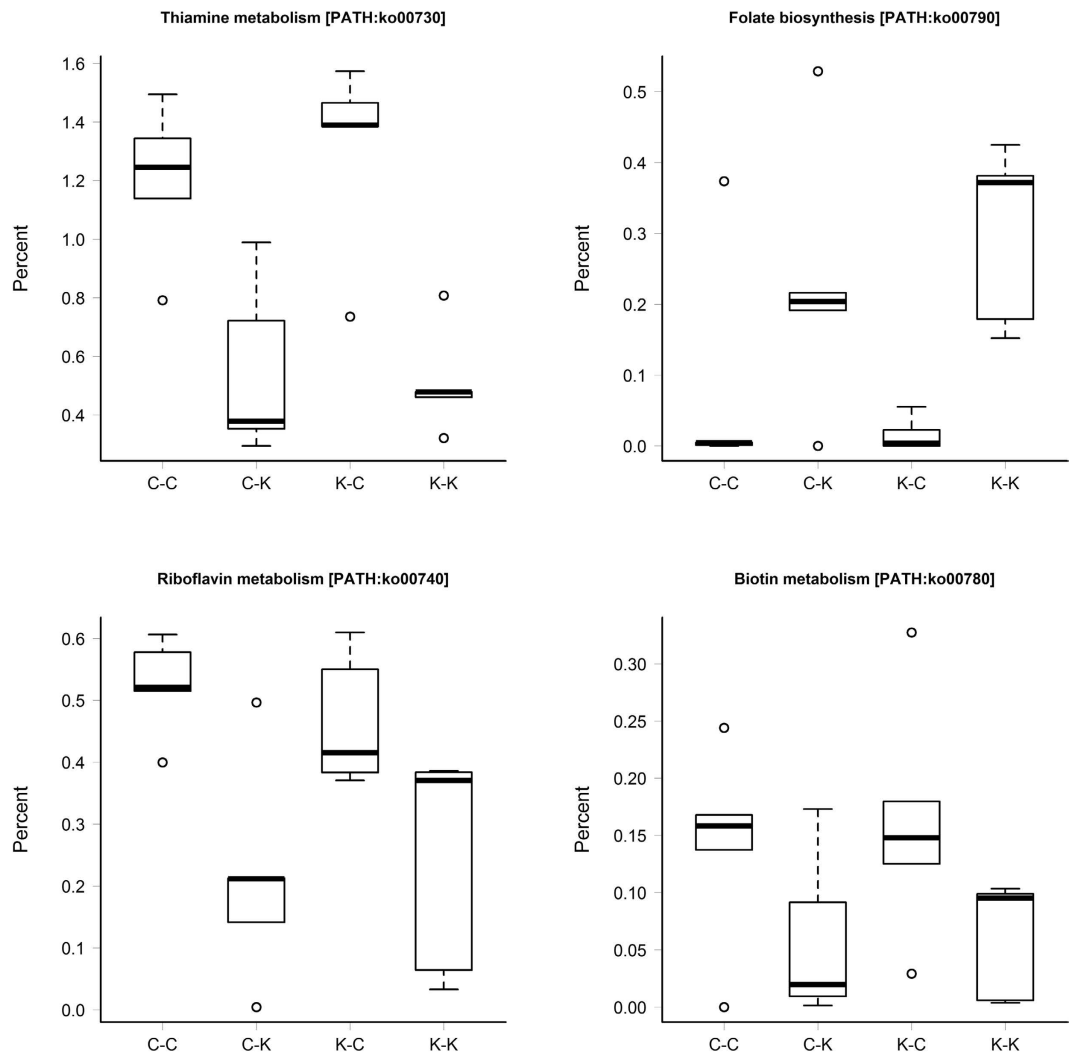 Thiamine metabolism [PATH:ko00730]
Percent
1.6
1.4
1.2
1.0
0.8
0.6
0.4
C-C C-K K-C K-K
Folate biosynthesis [PATH:ko00790]
Percent
0.5
0.4
0.3
0.2
0.1
0.0
C-C C-K K-C K-K
Riboflavin metabolism [PATH:ko00740]
Percent
0.6
0.5
0.4
0.3
0.2
0.1
0.0
C-C C-K K-C K-K
Biotin metabolism [PATH:ko00780]
Percent
0.30
0.25
0.20
0.15
0.10
0.05
0.00
C-C C-K K-C K-K